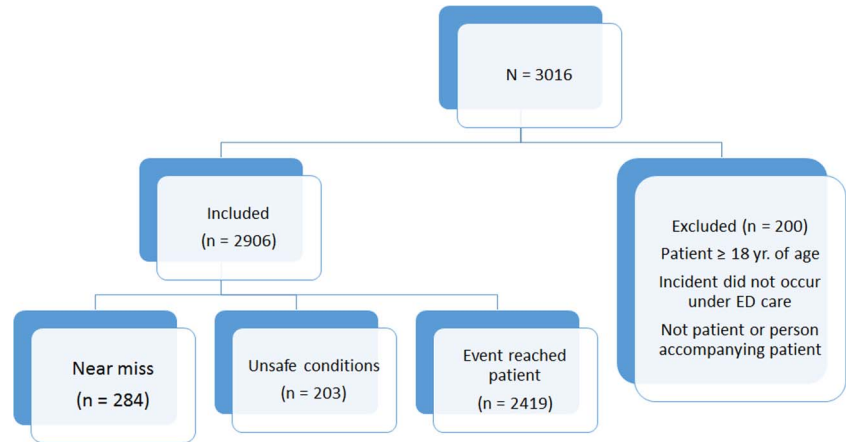 N = 3016
Included
(n = 2906)
Excluded (n = 200)
Patient ≥ 18 yr. of age
Incident did not occur
under ED care
Not patient or person
accompanying patient
Near miss
(n = 284)
Unsafe conditions
(n = 203)
Event reached
patient
(n = 2419)